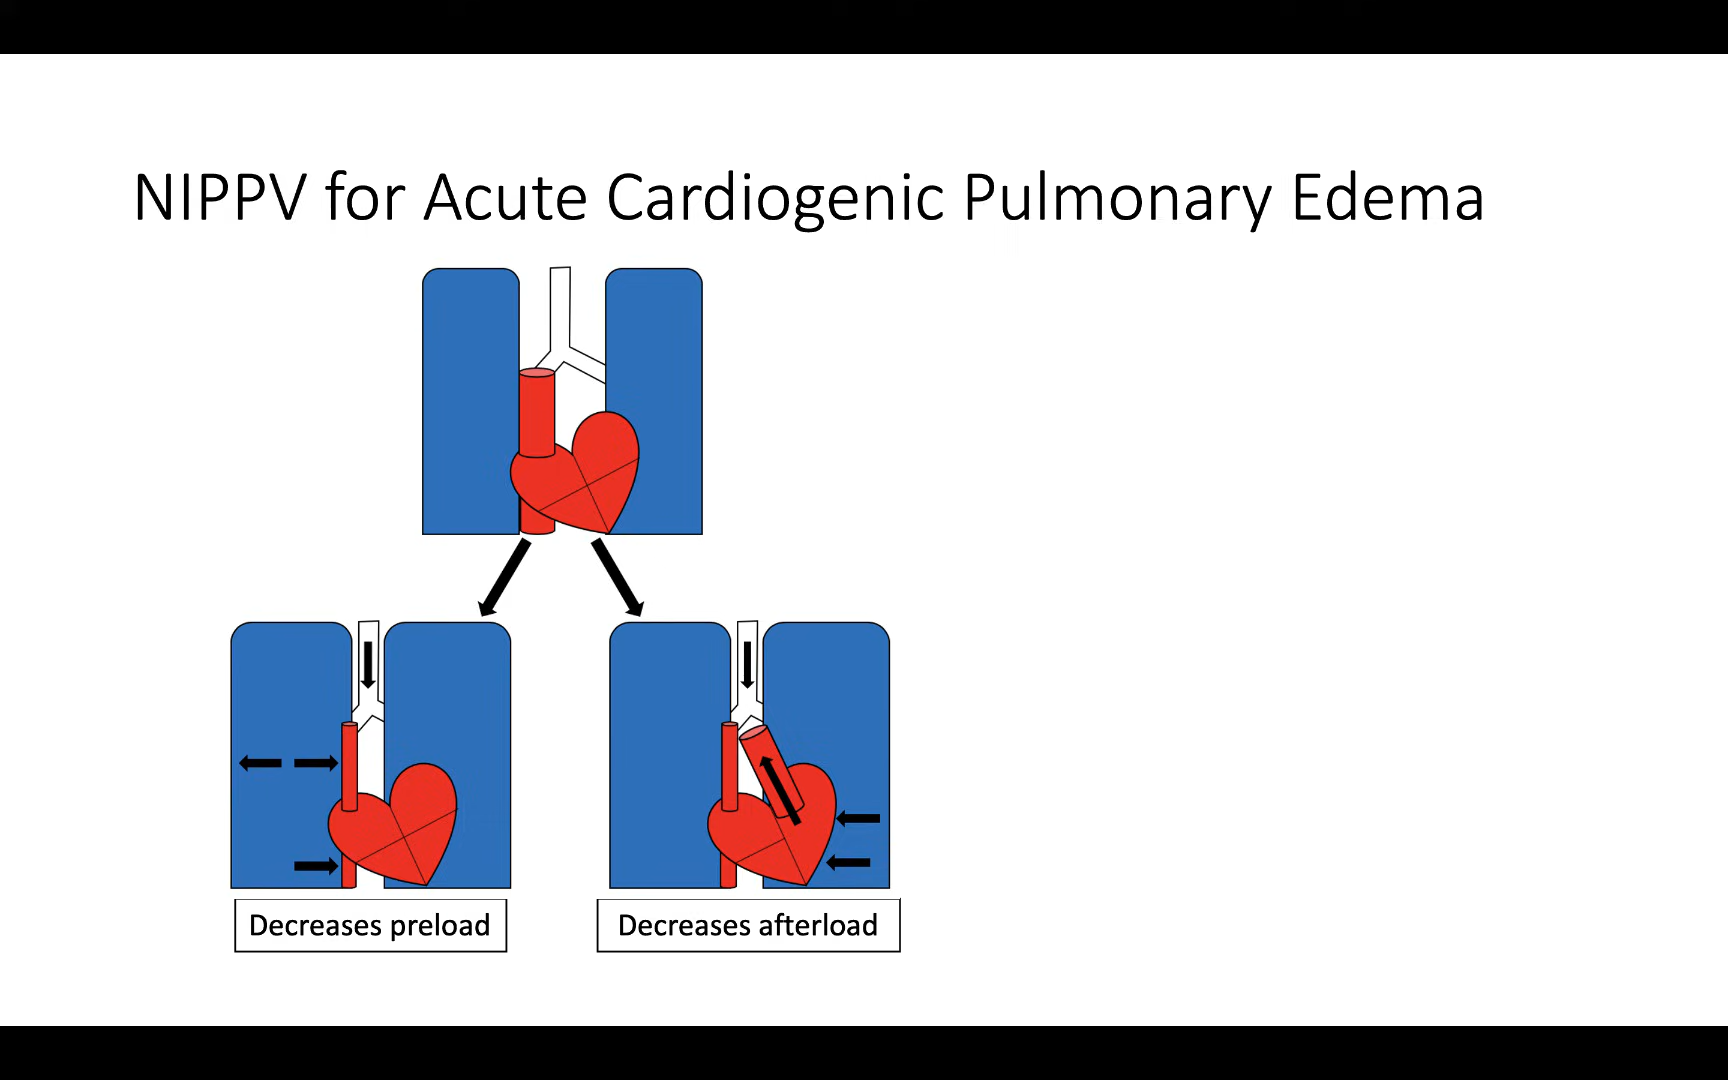 NIPPV for Acute Cardiogenic Pulmonary Edema
Decreases preload
Decreases afterload